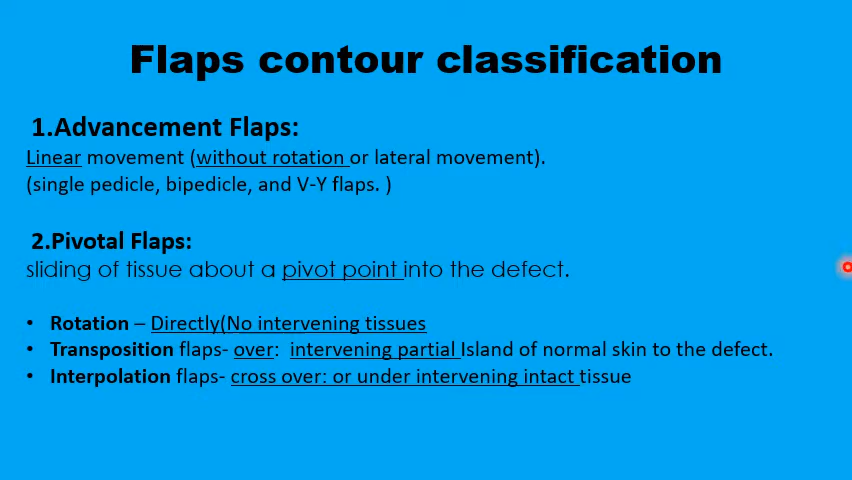 Flaps contour classification
1.Advancement Flaps:
Linear movement (without rotation or lateral movement).
(single pedicle, bipedicle, and V-Y flaps. )
2.Pivotal Flaps:
sliding of tissue about a pivot point into the defect.
• Rotation – Directly(No intervening tissues
• Transposition flaps- over:  intervening partial Island of normal skin to the defect.
• Interpolation flaps- cross over: or under intervening intact tissue